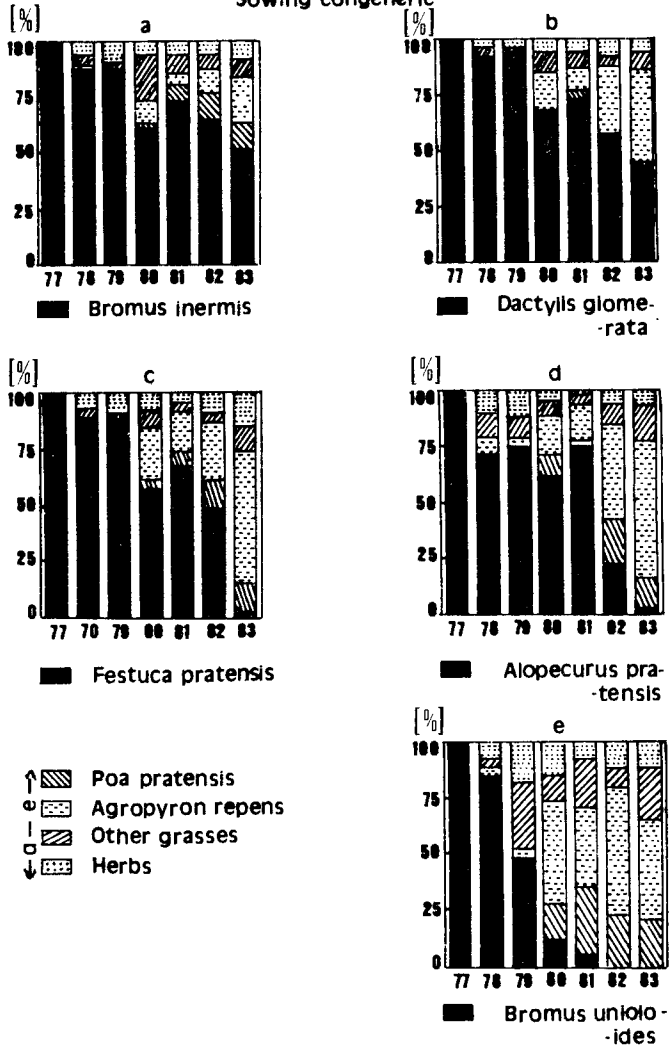 Sowing congeneric
[%] a
100
75
50
25
0
77 78 79 80 81 82 83
Bromus inermis
[%] b
100
75
50
25
0
77 78 79 80 81 82 83
Dactylis glome-
-rata
[%] c
100
75
50
25
0
77 70 79 80 81 82 83
Festuca pratensis
[%] d
100
75
50
25
0
77 78 79 80 81 82 83
Alopecurus pra-
-tensis
a-e
Poa pratensis
Agropyron repens
Other grasses
Herbs
[%] e
100
75
50
25
0
77 78 79 80 81 82 83
Bromus uniolo-
-ides